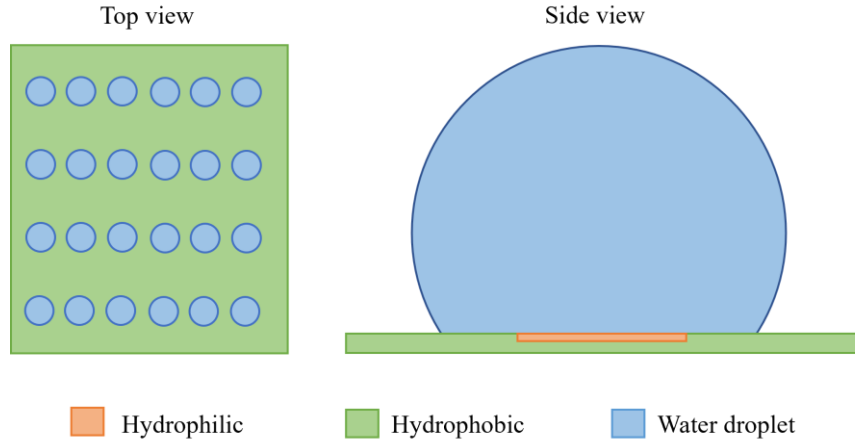 Top view
Side view
Hydrophilic
Hydrophobic
Water droplet